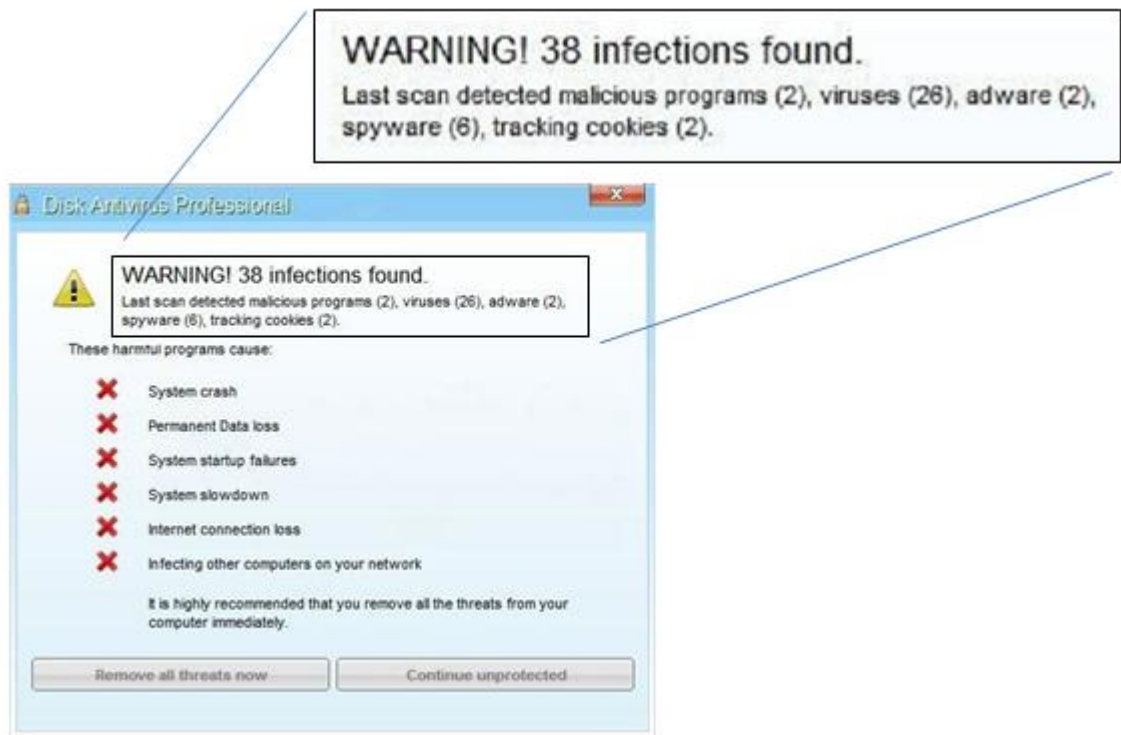 WARNING! 38 infections found.
Last scan detected malicious programs (2), viruses (26), adware (2),
spyware (6), tracking cookies (2).
Disk Antivirus Professional
x
WARNING! 38 infections found.
Last scan detected malicious programs (2), viruses (26), adware (2),
spyware (6), tracking cookies (2).
These harmful programs cause:
System crash
Permanent Data loss
System startup failures
System slowdown
Internet connection loss
Infecting other computers on your network
It is highly recommended that you remove all the threats from your
computer immediately.
Remove all threats now
Continue unprotected